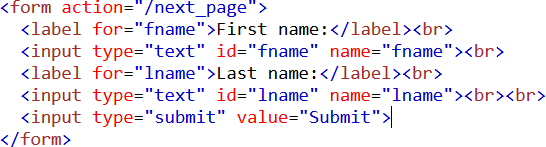 <form action="/next_page">
<label for="fname">First name:</label><br>
<input type="text" id="fname" name="fname"><br>
<label for="lname">Last name:</label><br>
<input type="text" id="lname" name="lname"><br><br>
<input type="submit" value="Submit">
</form>